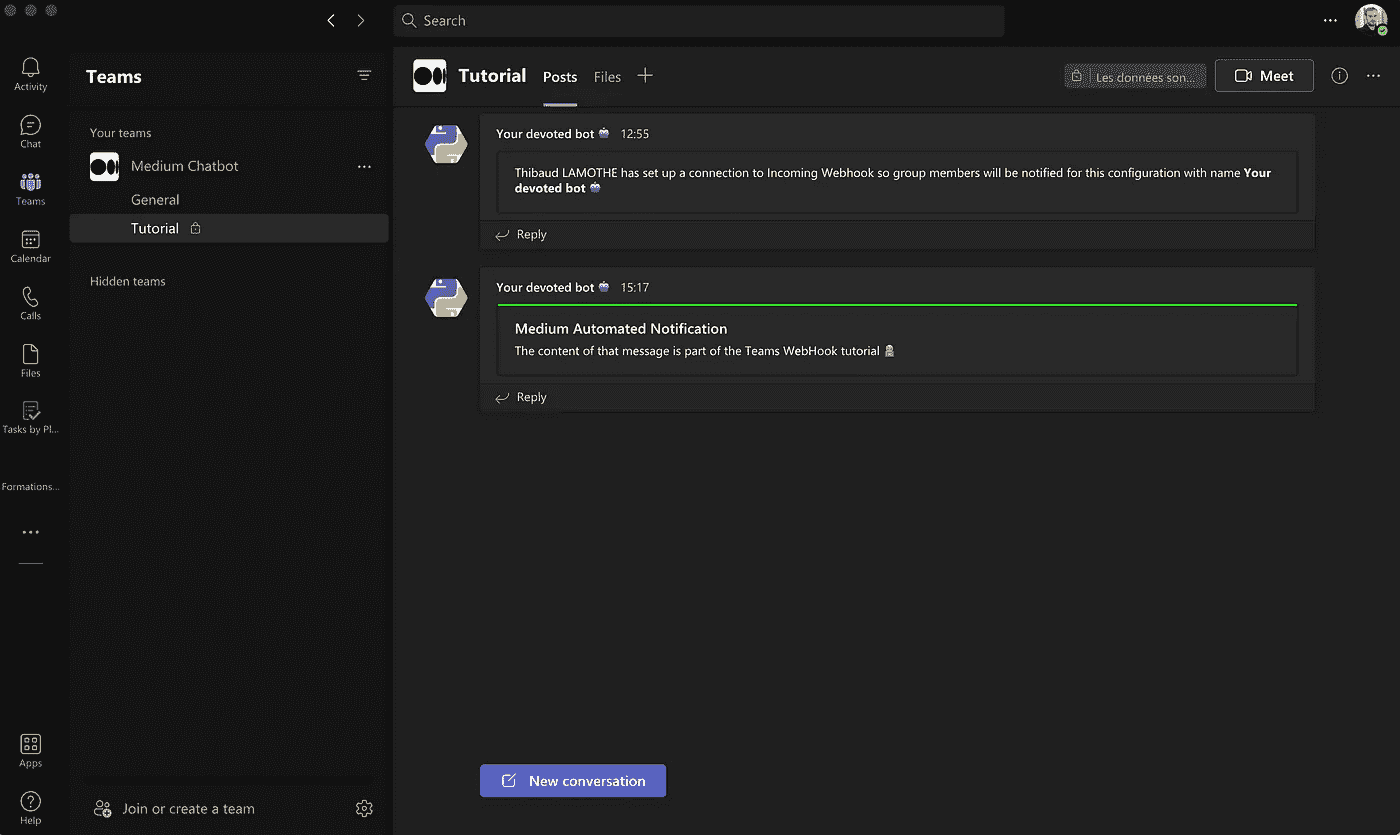 Search
Activity
Chat
Teams
Calendar
Calls
Files
Tasks by Pl...
Formations...
Apps
Help
Teams
Your teams
Medium Chatbot
General
Tutorial
Hidden teams
Join or create a team
Tutorial
Posts
Files
Les données son...
Meet
Your devoted bot 12:55
Thibaud LAMOTHE has set up a connection to Incoming Webhook so group members will be notified for this configuration with name Your
devoted bot
Reply
Your devoted bot 15:17
Medium Automated Notification
The content of that message is part of the Teams WebHook tutorial
Reply
New conversation